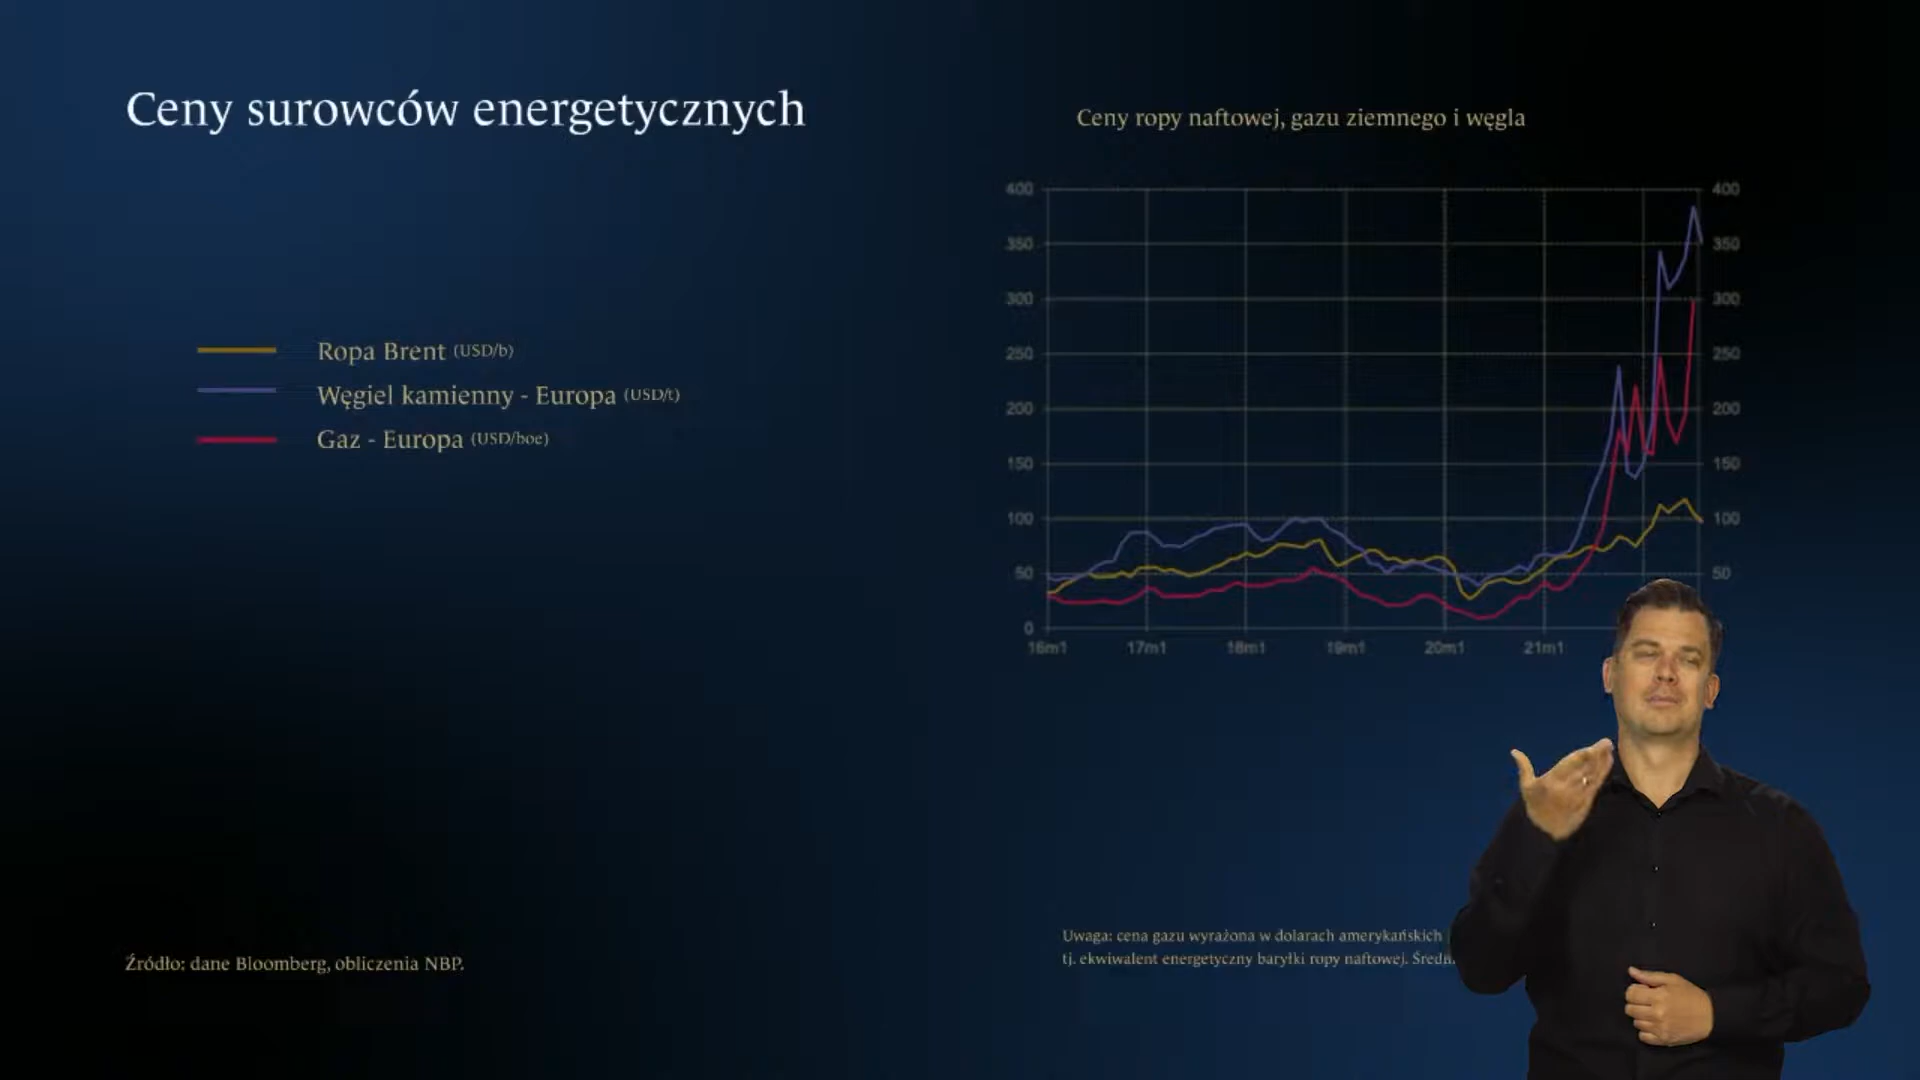 Ceny surowców energetycznych
Ceny ropy naftowej, gazu ziemnego i węgla
Ropa Brent (USD/b)
Węgiel kamienny - Europa (USD/t)
Gaz - Europa (USD/boe)
400 400
350 350
300 300
250 250
200 200
150 150
100 100
50 50
0
16m1 17m1 18m1 19m1 20m1 21m1
Uwaga: cena gazu wyrażona w dolarach amerykańskich
tj. ekwiwalent energetyczny baryłki ropy naftowej.
Źródło: dane Bloomberg, obliczenia NBP.